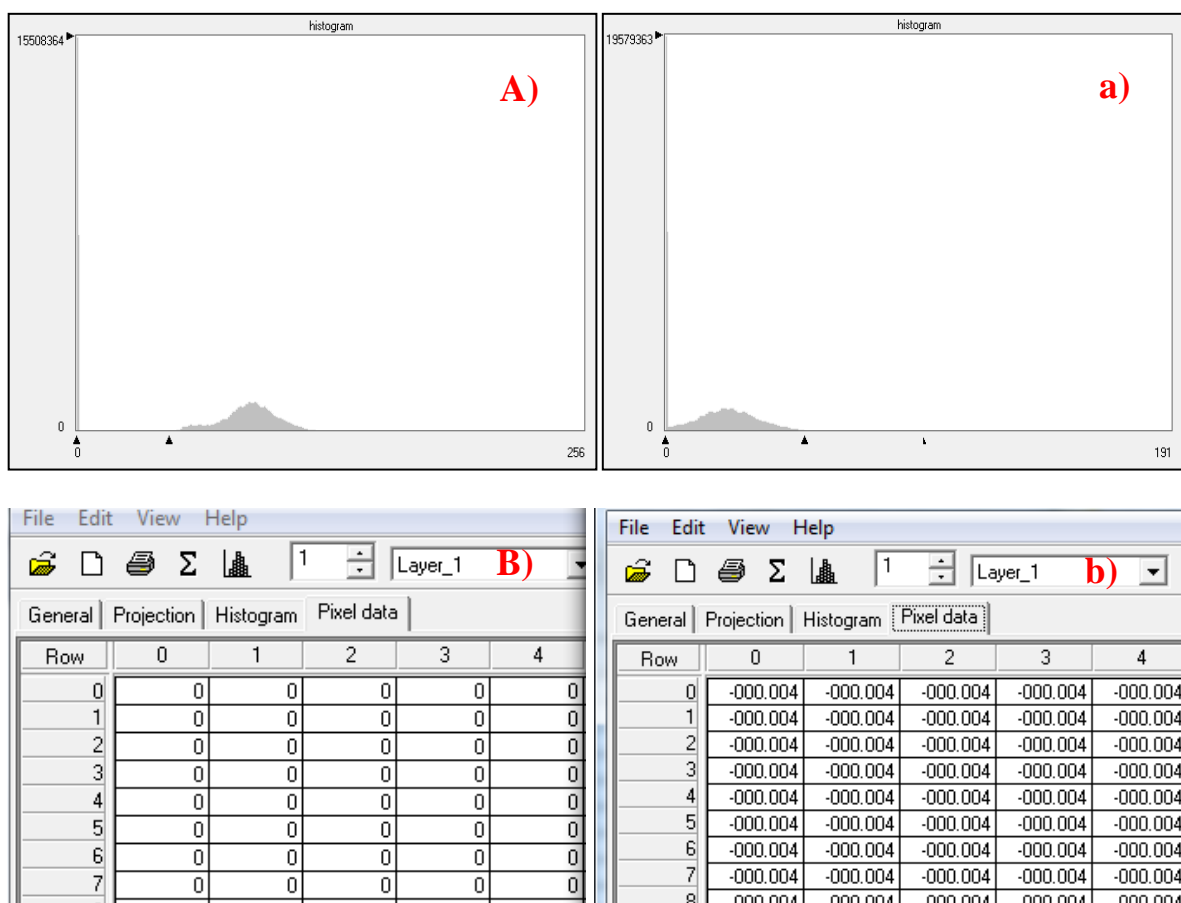 histogram
15508364
A)
0
0
256
histogram
19579363
a)
0
0
191
File Edit View Help
1 Layer_1 B)
General Projection Histogram Pixel data
Row 0 1 2 3 4
0 0 0 0 0 0
1 0 0 0 0 0
2 0 0 0 0 0
3 0 0 0 0 0
4 0 0 0 0 0
5 0 0 0 0 0
6 0 0 0 0 0
7 0 0 0 0 0
File Edit View Help
1 Layer_1 b)
General Projection Histogram Pixel data
Row 0 1 2 3 4
0 -000.004 -000.004 -000.004 -000.004 -000.004
1 -000.004 -000.004 -000.004 -000.004 -000.004
2 -000.004 -000.004 -000.004 -000.004 -000.004
3 -000.004 -000.004 -000.004 -000.004 -000.004
4 -000.004 -000.004 -000.004 -000.004 -000.004
5 -000.004 -000.004 -000.004 -000.004 -000.004
6 -000.004 -000.004 -000.004 -000.004 -000.004
7 -000.004 -000.004 -000.004 -000.004 -000.004
8